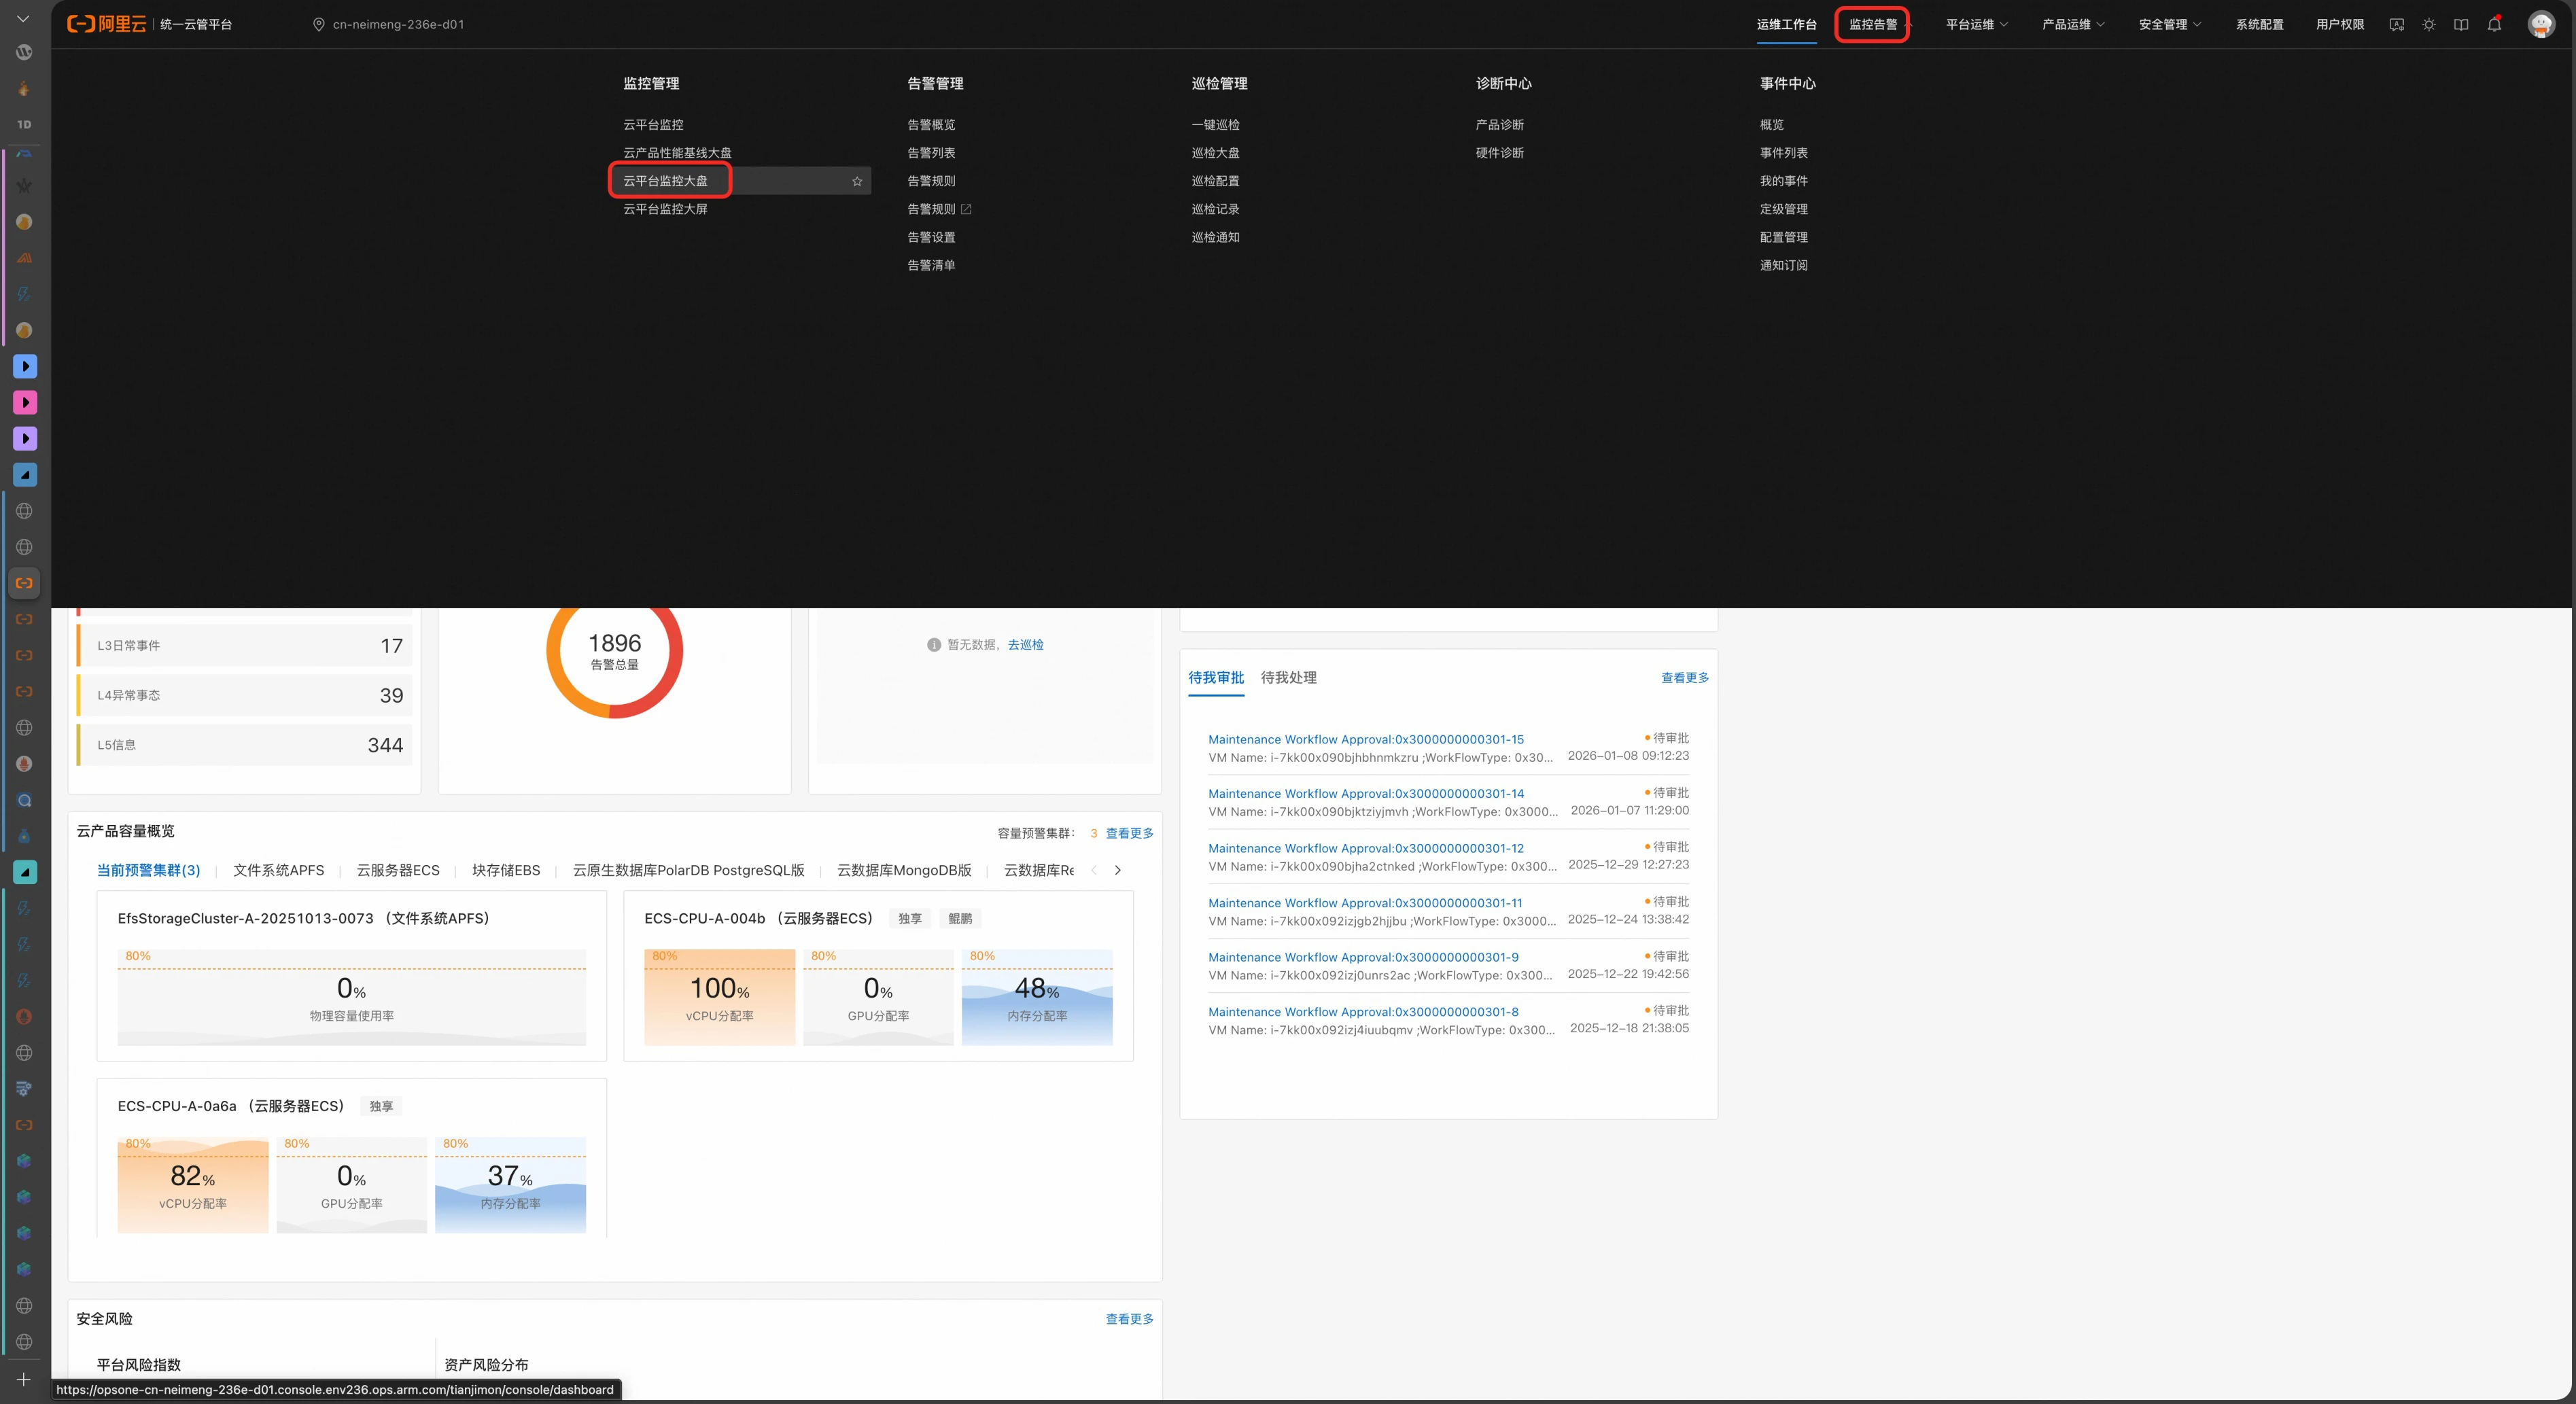 阿里云 | 统一云管平台
cn-neimeng-236e-d01
运维工作台
监控告警
平台运维
产品运维
安全管理
系统配置
用户权限
1D
监控管理
云平台监控
云产品性能基线大盘
云平台监控大盘
云平台监控大屏
告警管理
告警概览
告警列表
告警规则
告警规则
告警设置
告警清单
巡检管理
一键巡检
巡检大盘
巡检配置
巡检记录
巡检通知
诊断中心
产品诊断
硬件诊断
事件中心
概览
事件列表
我的事件
定级管理
配置管理
通知订阅
L3日常事件 17
L4异常事态 39
L5信息 344
1896
告警总量
暂无数据，去巡检
待我审批 待我处理 查看更多
Maintenance Workflow Approval:0x3000000000301-15 待审批
VM Name: i-7kk00x090bjhbhnmkzru ;WorkFlowType: 0x30... 2026-01-08 09:12:23
Maintenance Workflow Approval:0x3000000000301-14 待审批
VM Name: i-7kk00x090bjktziyjmvh ;WorkFlowType: 0x3000... 2026-01-07 11:29:00
Maintenance Workflow Approval:0x3000000000301-12 待审批
VM Name: i-7kk00x090bjha2ctnked ;WorkFlowType: 0x300... 2025-12-29 12:27:23
Maintenance Workflow Approval:0x3000000000301-11 待审批
VM Name: i-7kk00x092izjgb2hjjbu ;WorkFlowType: 0x3000... 2025-12-24 13:38:42
Maintenance Workflow Approval:0x3000000000301-9 待审批
VM Name: i-7kk00x092izj0unrs2ac ;WorkFlowType: 0x300... 2025-12-22 19:42:56
Maintenance Workflow Approval:0x3000000000301-8 待审批
VM Name: i-7kk00x092izj4iuubqmv ;WorkFlowType: 0x300... 2025-12-18 21:38:05
云产品容量概览 容量预警集群： 3 查看更多
当前预警集群(3) | 文件系统APFS | 云服务器ECS | 块存储EBS | 云原生数据库PolarDB PostgreSQL版 | 云数据库MongoDB版 | 云数据库Re
EfsStorageCluster-A-20251013-0073 （文件系统APFS）
80%
0%
物理容量使用率
ECS-CPU-A-004b （云服务器ECS） 独享 鲲鹏
80% 80% 80%
100% 0% 48%
vCPU分配率 GPU分配率 内存分配率
ECS-CPU-A-0a6a （云服务器ECS） 独享
80% 80% 80%
82% 0% 37%
vCPU分配率 GPU分配率 内存分配率
安全风险 查看更多
平台风险指数 资产风险分布
https://opsone-cn-neimeng-236e-d01.console.env236.ops.arm.com/tianjimon/console/dashboard